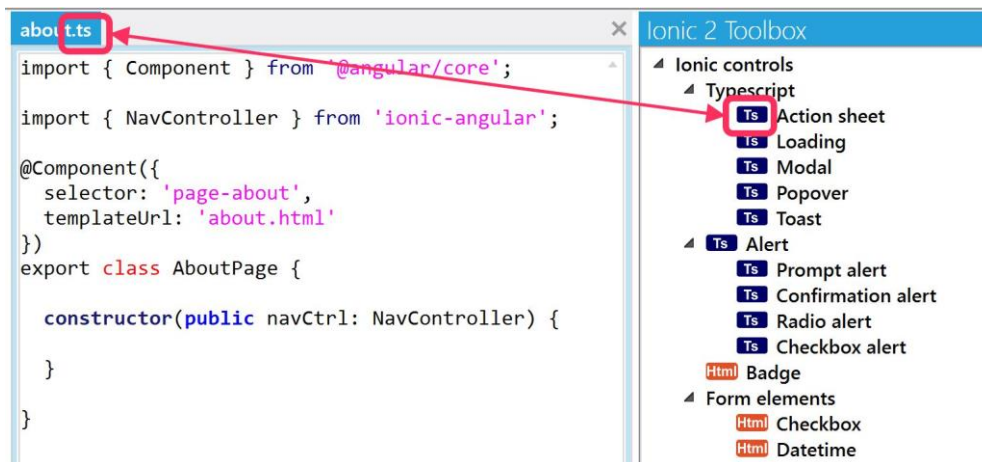 about.ts
import { Component } from '@angular/core';
import { NavController } from 'ionic-angular';
@Component({
  selector: 'page-about',
  templateUrl: 'about.html'
})
export class AboutPage {
  constructor(public navCtrl: NavController) {
  }
}
Ionic 2 Toolbox
Ionic controls
Typescript
Ts Action sheet
Ts Loading
Ts Modal
Ts Popover
Ts Toast
Ts Alert
Ts Prompt alert
Ts Confirmation alert
Ts Radio alert
Ts Checkbox alert
Html Badge
Form elements
Html Checkbox
Html Datetime